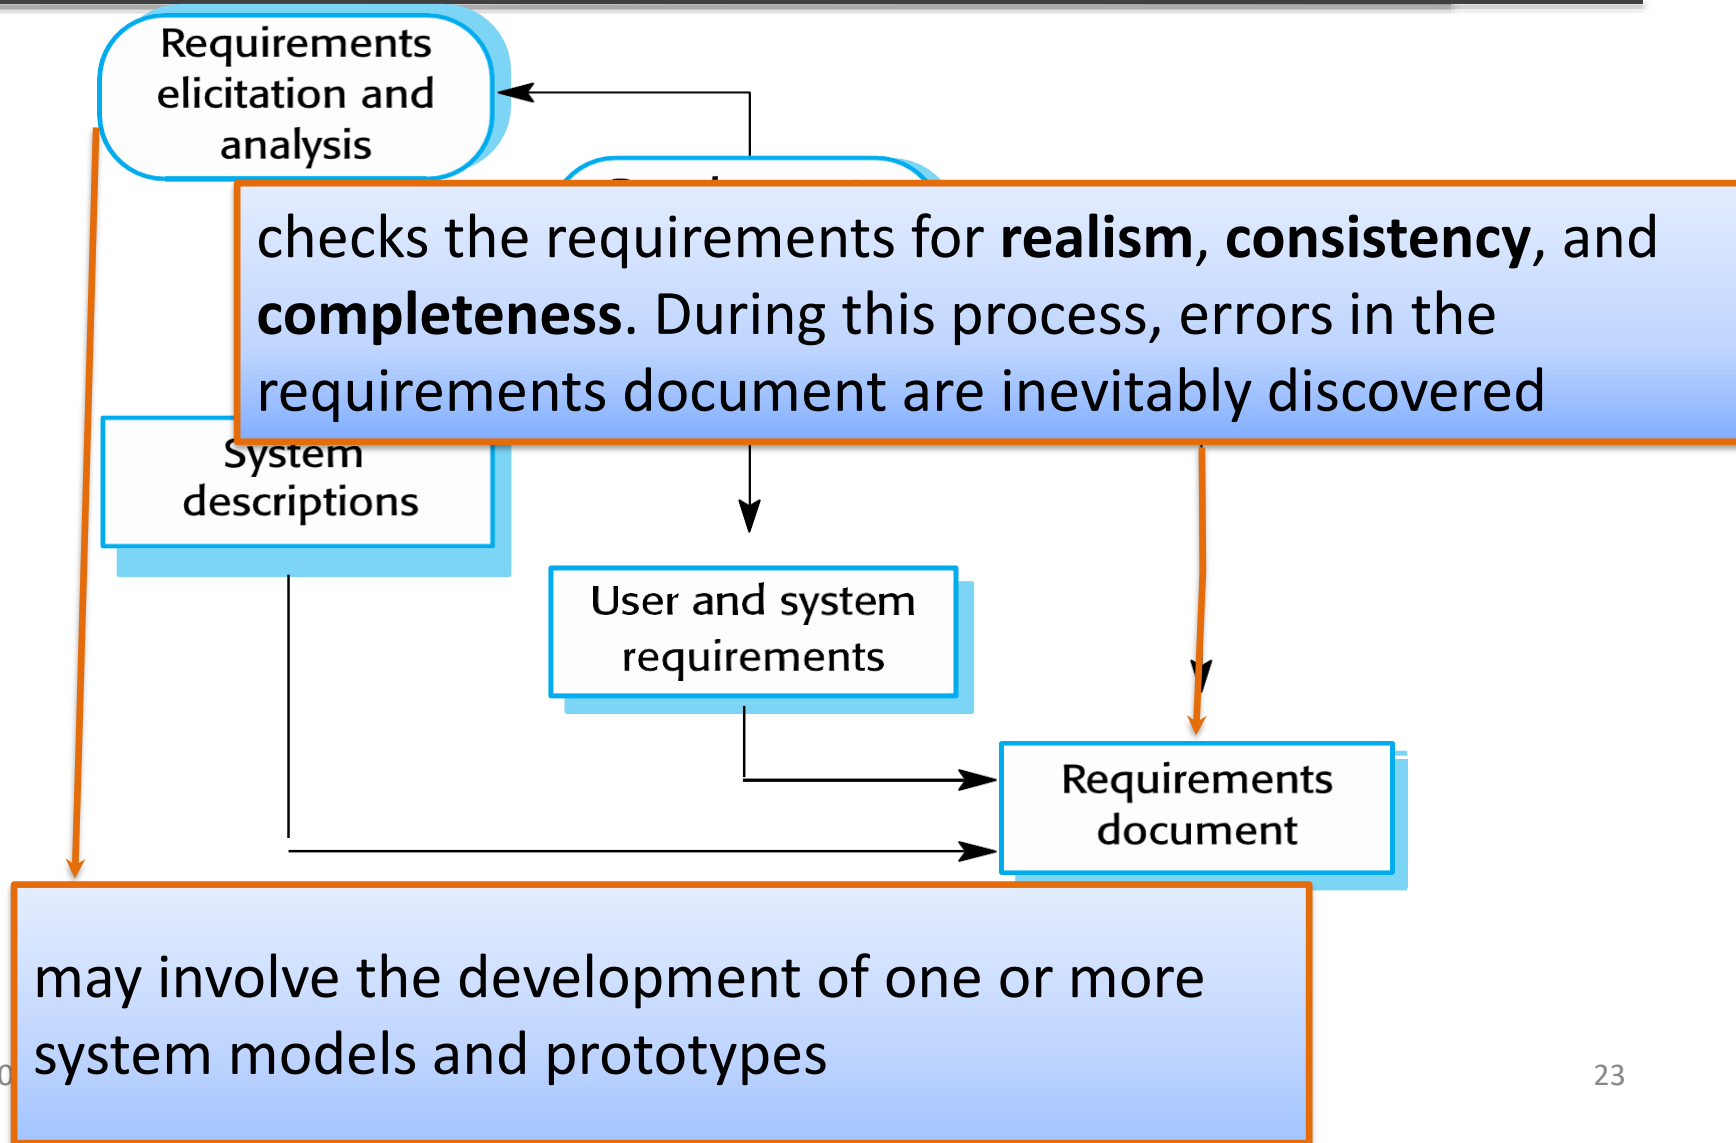 Requirements
elicitation and
analysis
checks the requirements for realism, consistency, and
completeness. During this process, errors in the
requirements document are inevitably discovered
System
descriptions
User and system
requirements
Requirements
document
may involve the development of one or more
system models and prototypes
23